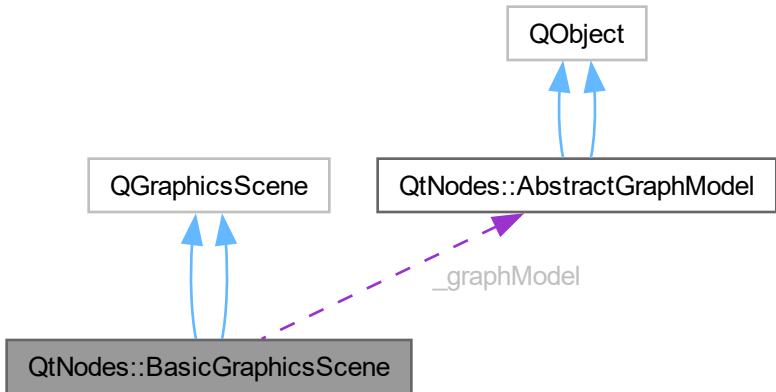 QObject
QGraphicsScene
QtNodes::AbstractGraphModel
_graphModel
QtNodes::BasicGraphicsScene